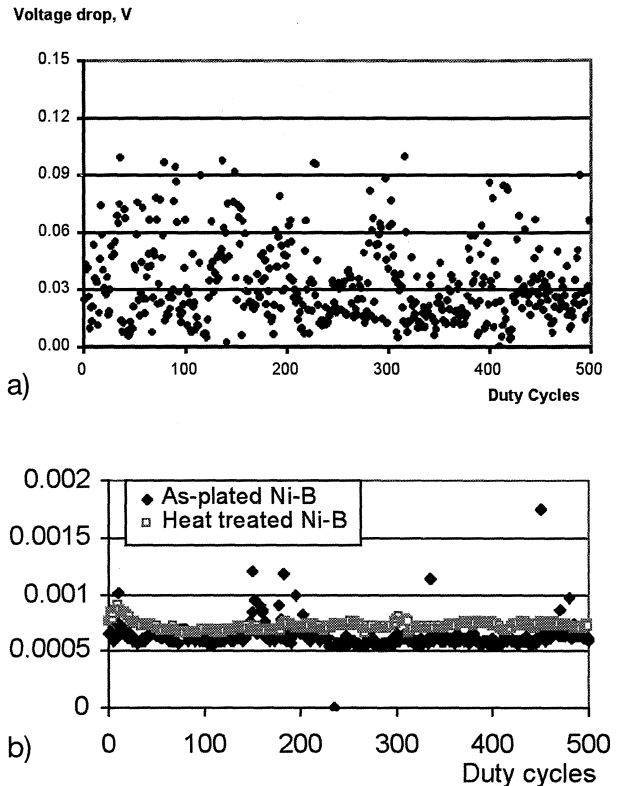 Voltage drop, V
0.15
0.12
0.09
0.06
0.03
0.00
0 100 200 300 400 500
a)
Duty Cycles
0.002
As-plated Ni-B
Heat treated Ni-B
0.0015
0.001
0.0005
0
0 100 200 300 400 500
b)
Duty cycles